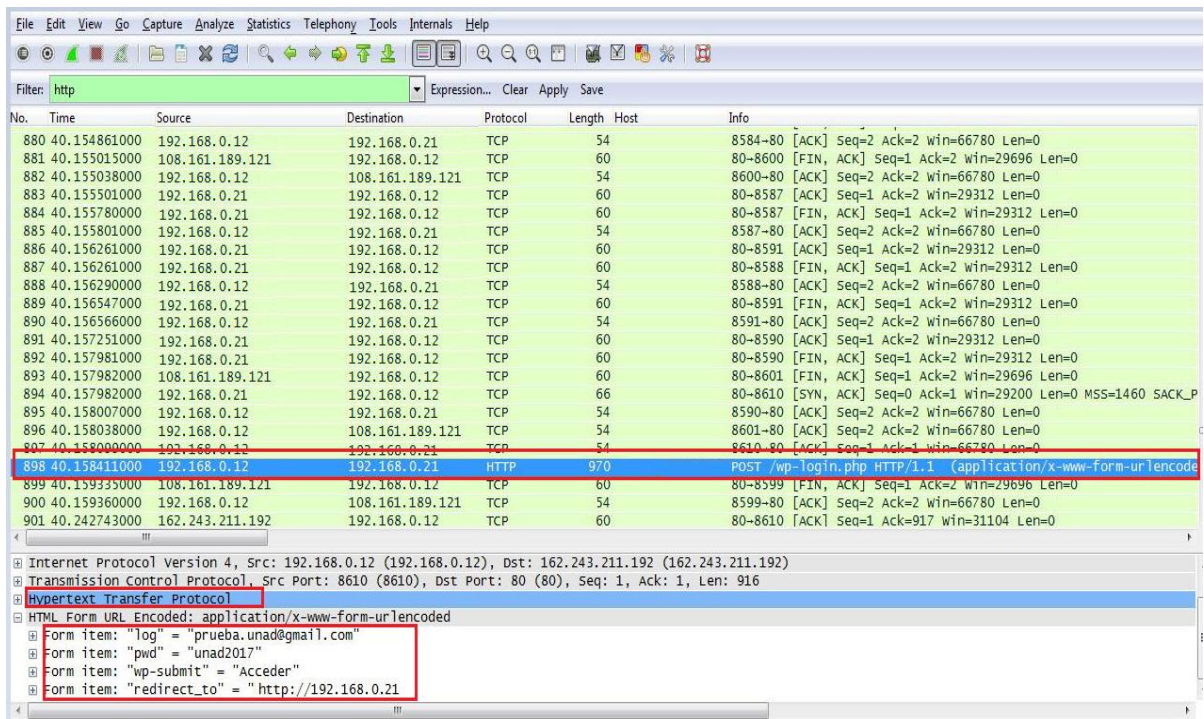 File Edit View Go Capture Analyze Statistics Telephony Tools Internals Help
Filter: http Expression... Clear Apply Save
No. Time Source Destination Protocol Length Host Info
880 40.154861000 192.168.0.12 192.168.0.21 TCP 54 8584→80 [ACK] Seq=2 Ack=2 Win=66780 Len=0
881 40.155015000 108.161.189.121 192.168.0.12 TCP 60 80→8600 [FIN, ACK] Seq=1 Ack=2 Win=29696 Len=0
882 40.155038000 192.168.0.12 108.161.189.121 TCP 54 8600→80 [ACK] Seq=2 Ack=2 Win=66780 Len=0
883 40.155501000 192.168.0.21 192.168.0.12 TCP 60 80→8587 [ACK] Seq=1 Ack=2 Win=29312 Len=0
884 40.155780000 192.168.0.21 192.168.0.12 TCP 60 80→8587 [FIN, ACK] Seq=1 Ack=2 Win=29312 Len=0
885 40.155801000 192.168.0.12 192.168.0.21 TCP 54 8587→80 [ACK] Seq=2 Ack=2 Win=66780 Len=0
886 40.156261000 192.168.0.21 192.168.0.12 TCP 60 80→8591 [ACK] Seq=1 Ack=2 Win=29312 Len=0
887 40.156261000 192.168.0.21 192.168.0.12 TCP 60 80→8588 [FIN, ACK] Seq=1 Ack=2 Win=29312 Len=0
888 40.156290000 192.168.0.12 192.168.0.21 TCP 54 8588→80 [ACK] Seq=2 Ack=2 Win=66780 Len=0
889 40.156547000 192.168.0.21 192.168.0.12 TCP 60 80→8591 [FIN, ACK] Seq=1 Ack=2 Win=29312 Len=0
890 40.156566000 192.168.0.12 192.168.0.21 TCP 54 8591→80 [ACK] Seq=2 Ack=2 Win=66780 Len=0
891 40.157251000 192.168.0.21 192.168.0.12 TCP 60 80→8590 [ACK] Seq=1 Ack=2 Win=29312 Len=0
892 40.157981000 192.168.0.21 192.168.0.12 TCP 60 80→8590 [FIN, ACK] Seq=1 Ack=2 Win=29312 Len=0
893 40.157982000 108.161.189.121 192.168.0.12 TCP 60 80→8601 [FIN, ACK] Seq=1 Ack=2 Win=29696 Len=0
894 40.157982000 192.168.0.21 192.168.0.12 TCP 66 80→8610 [SYN, ACK] Seq=0 Ack=1 Win=29200 Len=0 MSS=1460 SACK_P
895 40.158007000 192.168.0.12 192.168.0.21 TCP 54 8590→80 [ACK] Seq=2 Ack=2 Win=66780 Len=0
896 40.158038000 192.168.0.12 108.161.189.121 TCP 54 8601→80 [ACK] Seq=2 Ack=2 Win=66780 Len=0
897 40.158099000 192.168.0.12 192.168.0.21 TCP 54 8610→80 [ACK] Seq=1 Ack=1 Win=66780 Len=0
898 40.158411000 192.168.0.12 192.168.0.21 HTTP 970 POST /wp-login.php HTTP/1.1 (application/x-www-form-urlencode
899 40.159335000 108.161.189.121 192.168.0.12 TCP 60 80→8599 [FIN, ACK] Seq=1 Ack=2 Win=29696 Len=0
900 40.159360000 192.168.0.12 108.161.189.121 TCP 54 8599→80 [ACK] Seq=2 Ack=2 Win=66780 Len=0
901 40.242743000 162.243.211.192 192.168.0.12 TCP 60 80→8610 [ACK] Seq=1 Ack=917 Win=31104 Len=0
Internet Protocol Version 4, Src: 192.168.0.12 (192.168.0.12), Dst: 162.243.211.192 (162.243.211.192)
Transmission Control Protocol, Src Port: 8610 (8610), Dst Port: 80 (80), Seq: 1, Ack: 1, Len: 916
Hypertext Transfer Protocol
HTML Form URL Encoded: application/x-www-form-urlencoded
Form item: "log" = "prueba.unad@gmail.com"
Form item: "pwd" = "unad2017"
Form item: "wp-submit" = "Acceder"
Form item: "redirect_to" = "http://192.168.0.21